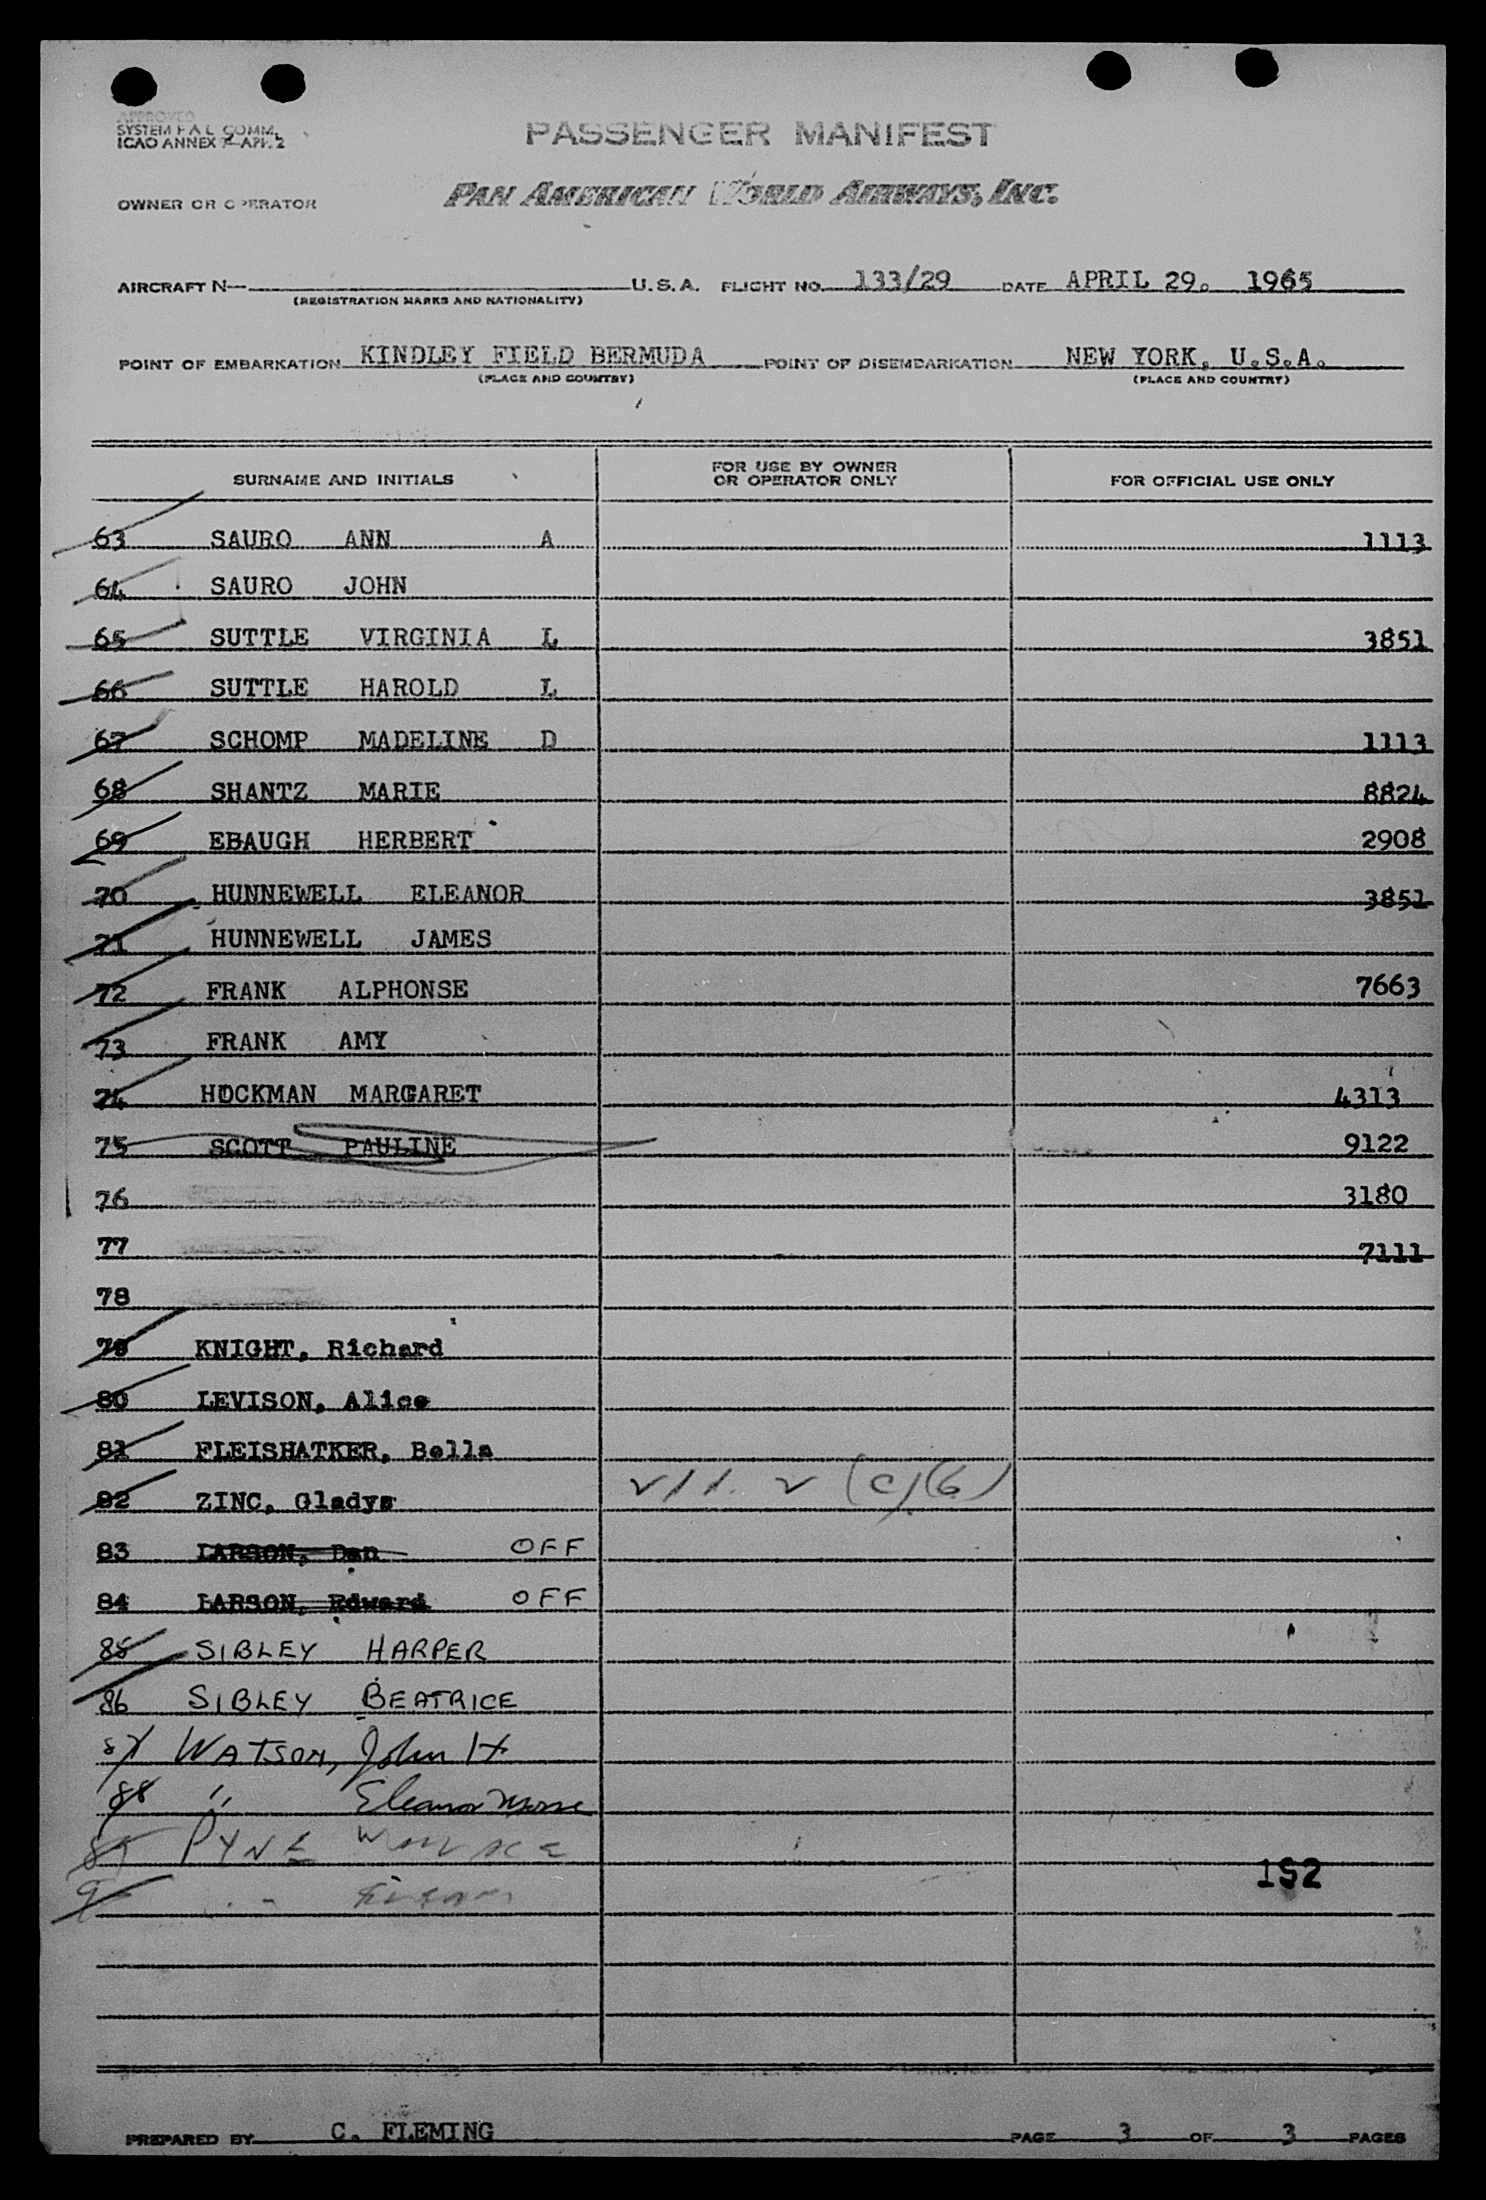 APPROVED
SYSTEM F A L COMM.
ICAO ANNEX 9 APP. 2
PASSENGER MANIFEST
OWNER OR OPERATOR PAN AMERICAN WORLD AIRWAYS, INC.
AIRCRAFT N— U.S.A. FLIGHT NO. 133/29 DATE APRIL 29. 1965
(REGISTRATION MARKS AND NATIONALITY)
POINT OF EMBARKATION KINDLEY FIELD BERMUDA POINT OF DISEMBARKATION NEW YORK, U.S.A.
(PLACE AND COUNTRY) (PLACE AND COUNTRY)
SURNAME AND INITIALS FOR USE BY OWNER OR OPERATOR ONLY FOR OFFICIAL USE ONLY
63 SAURO ANN A 1113
64 SAURO JOHN
65 SUTTLE VIRGINIA L 3851
66 SUTTLE HAROLD L
67 SCHOMP MADELINE D 1113
68 SHANTZ MARIE 8824
69 EBAUGH HERBERT 2908
70 HUNNEWELL ELEANOR 3851
71 HUNNEWELL JAMES
72 FRANK ALPHONSE 7663
73 FRANK AMY
74 HOCKMAN MARGARET 4313
75 SCOTT PAULINE 9122
76 3180
77 7111
78
79 KNIGHT, Richard
80 LEVISON, Alice
81 FLEISHATKER, Bella
82 ZINC, Gladys
83 LARSON, Dan OFF
84 LARSON, Edward OFF
85 SIBLEY HARPER
86 SIBLEY BEATRICE
87 WATSON, John H
88 " Eleanor Morse
89 PYNE WALLACE
152
PREPARED BY C. FLEMING PAGE 3 OF 3 PAGES